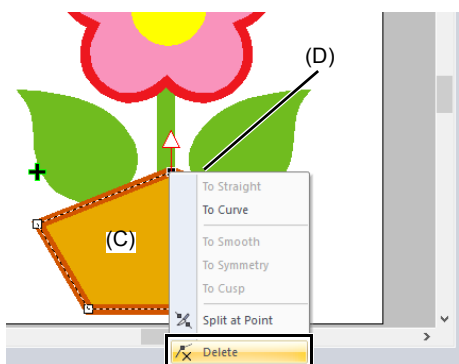 (D)
To Straight
To Curve
(C)
To Smooth
To Symmetry
To Cusp
Split at Point
Delete